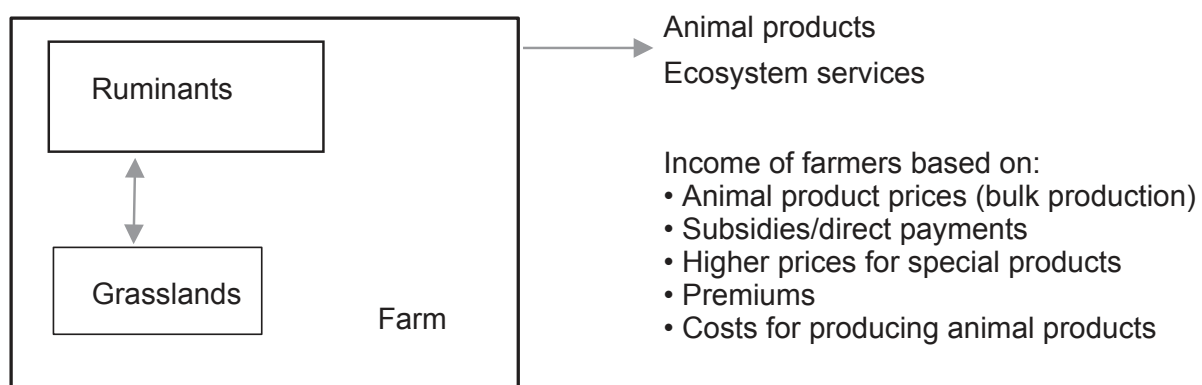 Ruminants
Grasslands
Farm
Animal products
Ecosystem services
Income of farmers based on:
• Animal product prices (bulk production)
• Subsidies/direct payments
• Higher prices for special products
• Premiums
• Costs for producing animal products